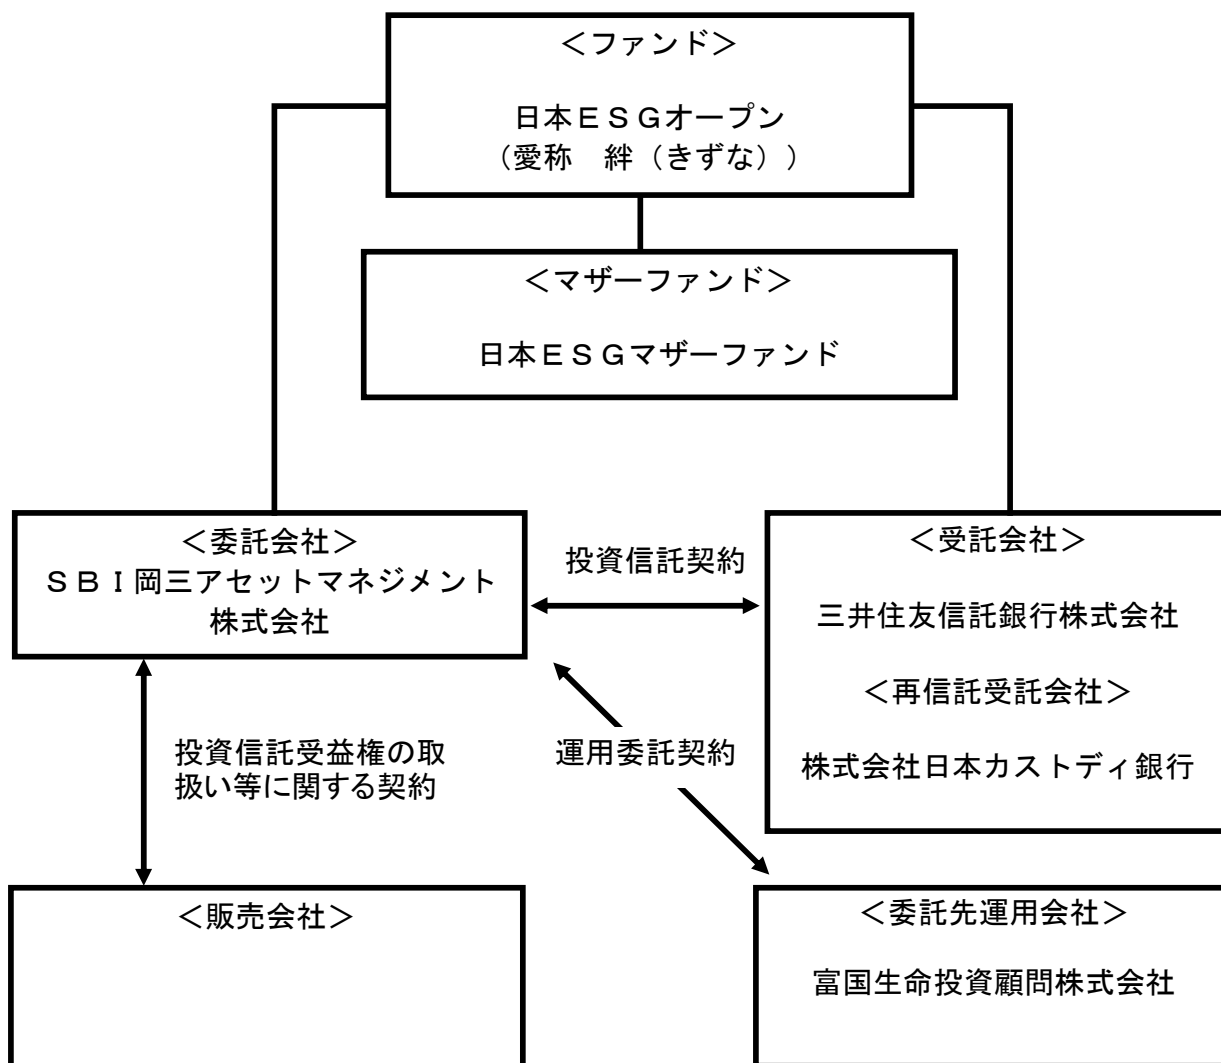 ＜ファンド＞
日本ＥＳＧオープン
（愛称　絆（きずな））
＜マザーファンド＞
日本ＥＳＧマザーファンド
＜委託会社＞
ＳＢＩ岡三アセットマネジメント
株式会社
投資信託契約
＜受託会社＞
三井住友信託銀行株式会社
＜再信託受託会社＞
株式会社日本カストディ銀行
投資信託受益権の取
扱い等に関する契約
運用委託契約
＜販売会社＞
＜委託先運用会社＞
富国生命投資顧問株式会社